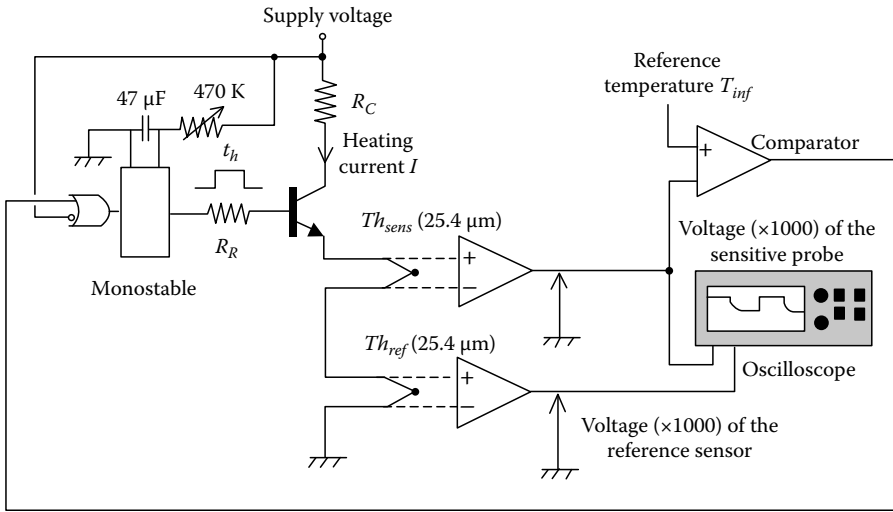 Supply voltage
47 µF
470 K
R_C
Heating
current I
t_h
R_R
Monostable
Reference
temperature T_inf
+
Comparator
Th_sens (25.4 µm)
+
−
Voltage (×1000) of the
sensitive probe
Oscilloscope
Th_ref (25.4 µm)
+
−
Voltage (×1000) of the
reference sensor